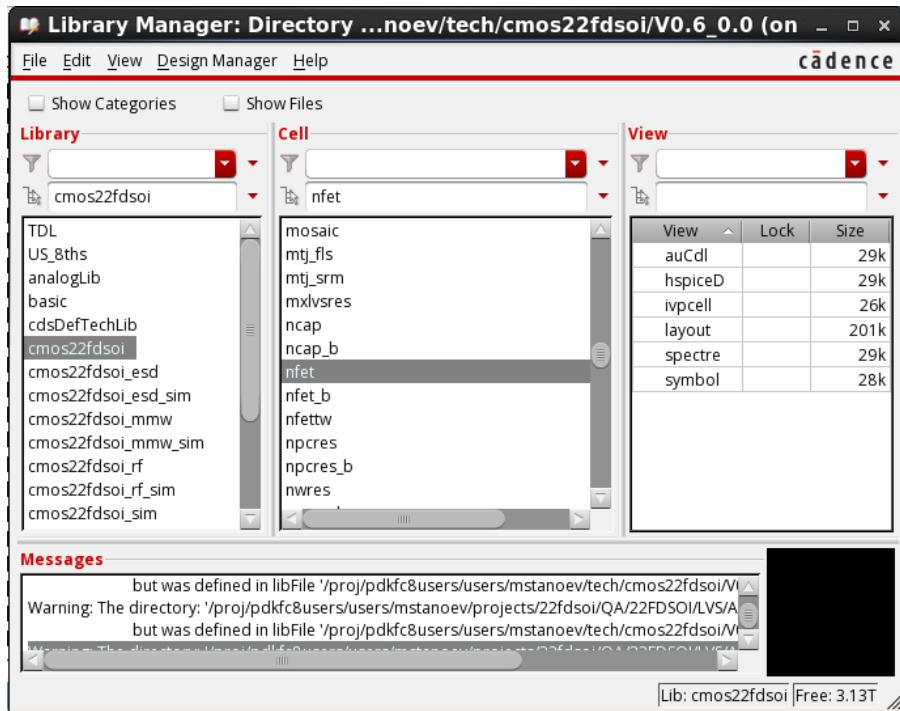 Library Manager: Directory ...noev/tech/cmos22fdsoi/V0.6_0.0 (on
File Edit View Design Manager Help
cādence
Show Categories Show Files
Library
cmos22fdsoi
TDL
US_8ths
analogLib
basic
cdsDefTechLib
cmos22fdsoi
cmos22fdsoi_esd
cmos22fdsoi_esd_sim
cmos22fdsoi_mmw
cmos22fdsoi_mmw_sim
cmos22fdsoi_rf
cmos22fdsoi_rf_sim
cmos22fdsoi_sim
Cell
nfet
mosaic
mtj_fls
mtj_srm
mxlvsres
ncap
ncap_b
nfet
nfet_b
nfettw
npcres
npcres_b
nwres
View
View Lock Size
auCdl 29k
hspiceD 29k
ivpcell 26k
layout 201k
spectre 29k
symbol 28k
Messages
but was defined in libFile '/proj/pdkfc8users/users/mstanoev/tech/cmos22fdsoi/V(
Warning: The directory: '/proj/pdkfc8users/users/mstanoev/projects/22fdsoi/QA/22FDSOI/LVS/A
but was defined in libFile '/proj/pdkfc8users/users/mstanoev/tech/cmos22fdsoi/V(
Lib: cmos22fdsoi Free: 3.13T